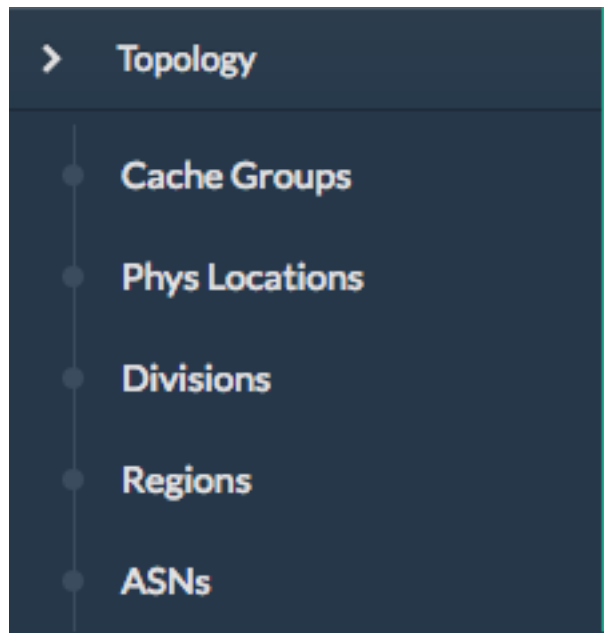 Topology
Cache Groups
Phys Locations
Divisions
Regions
ASNs